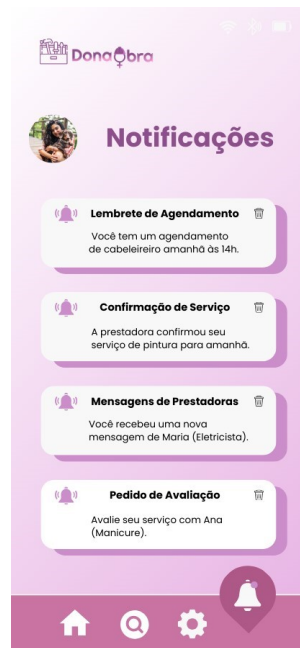 DonaObra
Notificações
Lembrete de Agendamento
Você tem um agendamento
de cabeleireiro amanhã às 14h.
Confirmação de Serviço
A prestadora confirmou seu
serviço de pintura para amanhã.
Mensagens de Prestadoras
Você recebeu uma nova
mensagem de Maria (Eletricista).
Pedido de Avaliação
Avalie seu serviço com Ana
(Manicure).